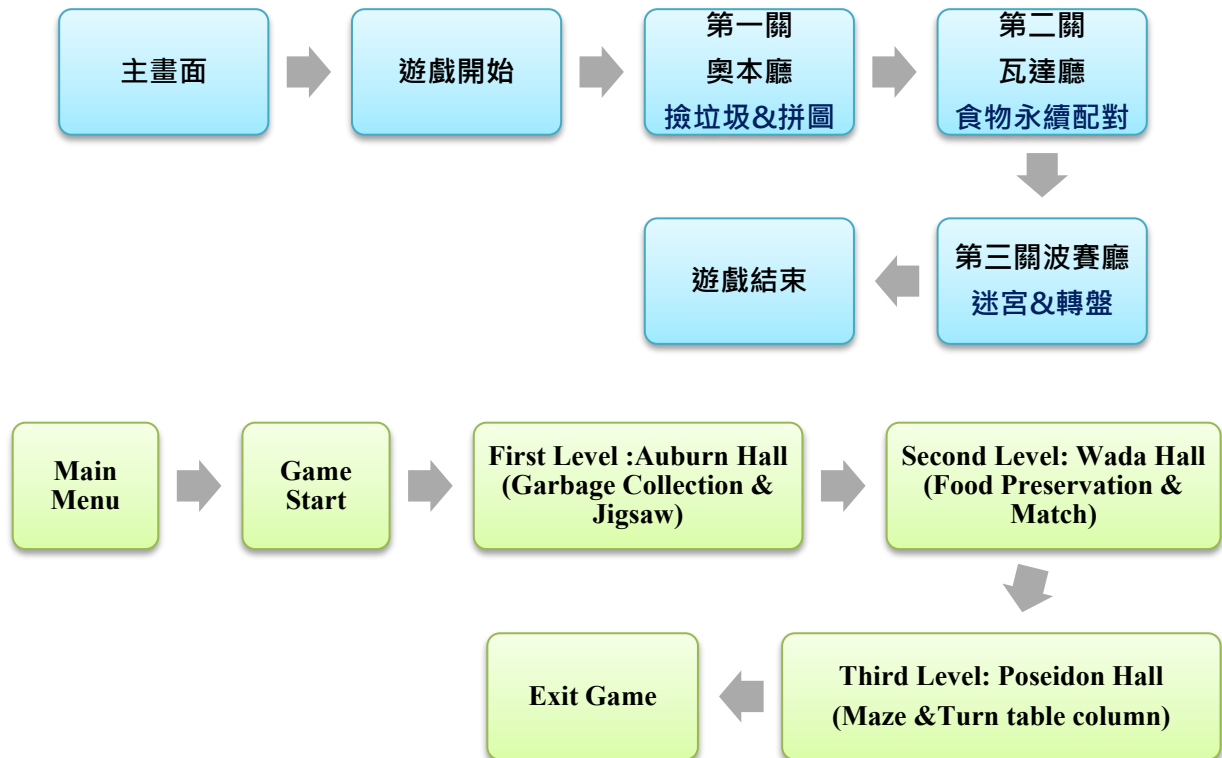 主畫面
遊戲開始
第一關
奧本廳
撿垃圾&拼圖
第二關
瓦達廳
食物永續配對
第三關波賽廳
迷宮&轉盤
遊戲結束
Main
Menu
Game
Start
First Level :Auburn Hall
(Garbage Collection &
Jigsaw)
Second Level: Wada Hall
(Food Preservation &
Match)
Third Level: Poseidon Hall
(Maze &Turn table column)
Exit Game